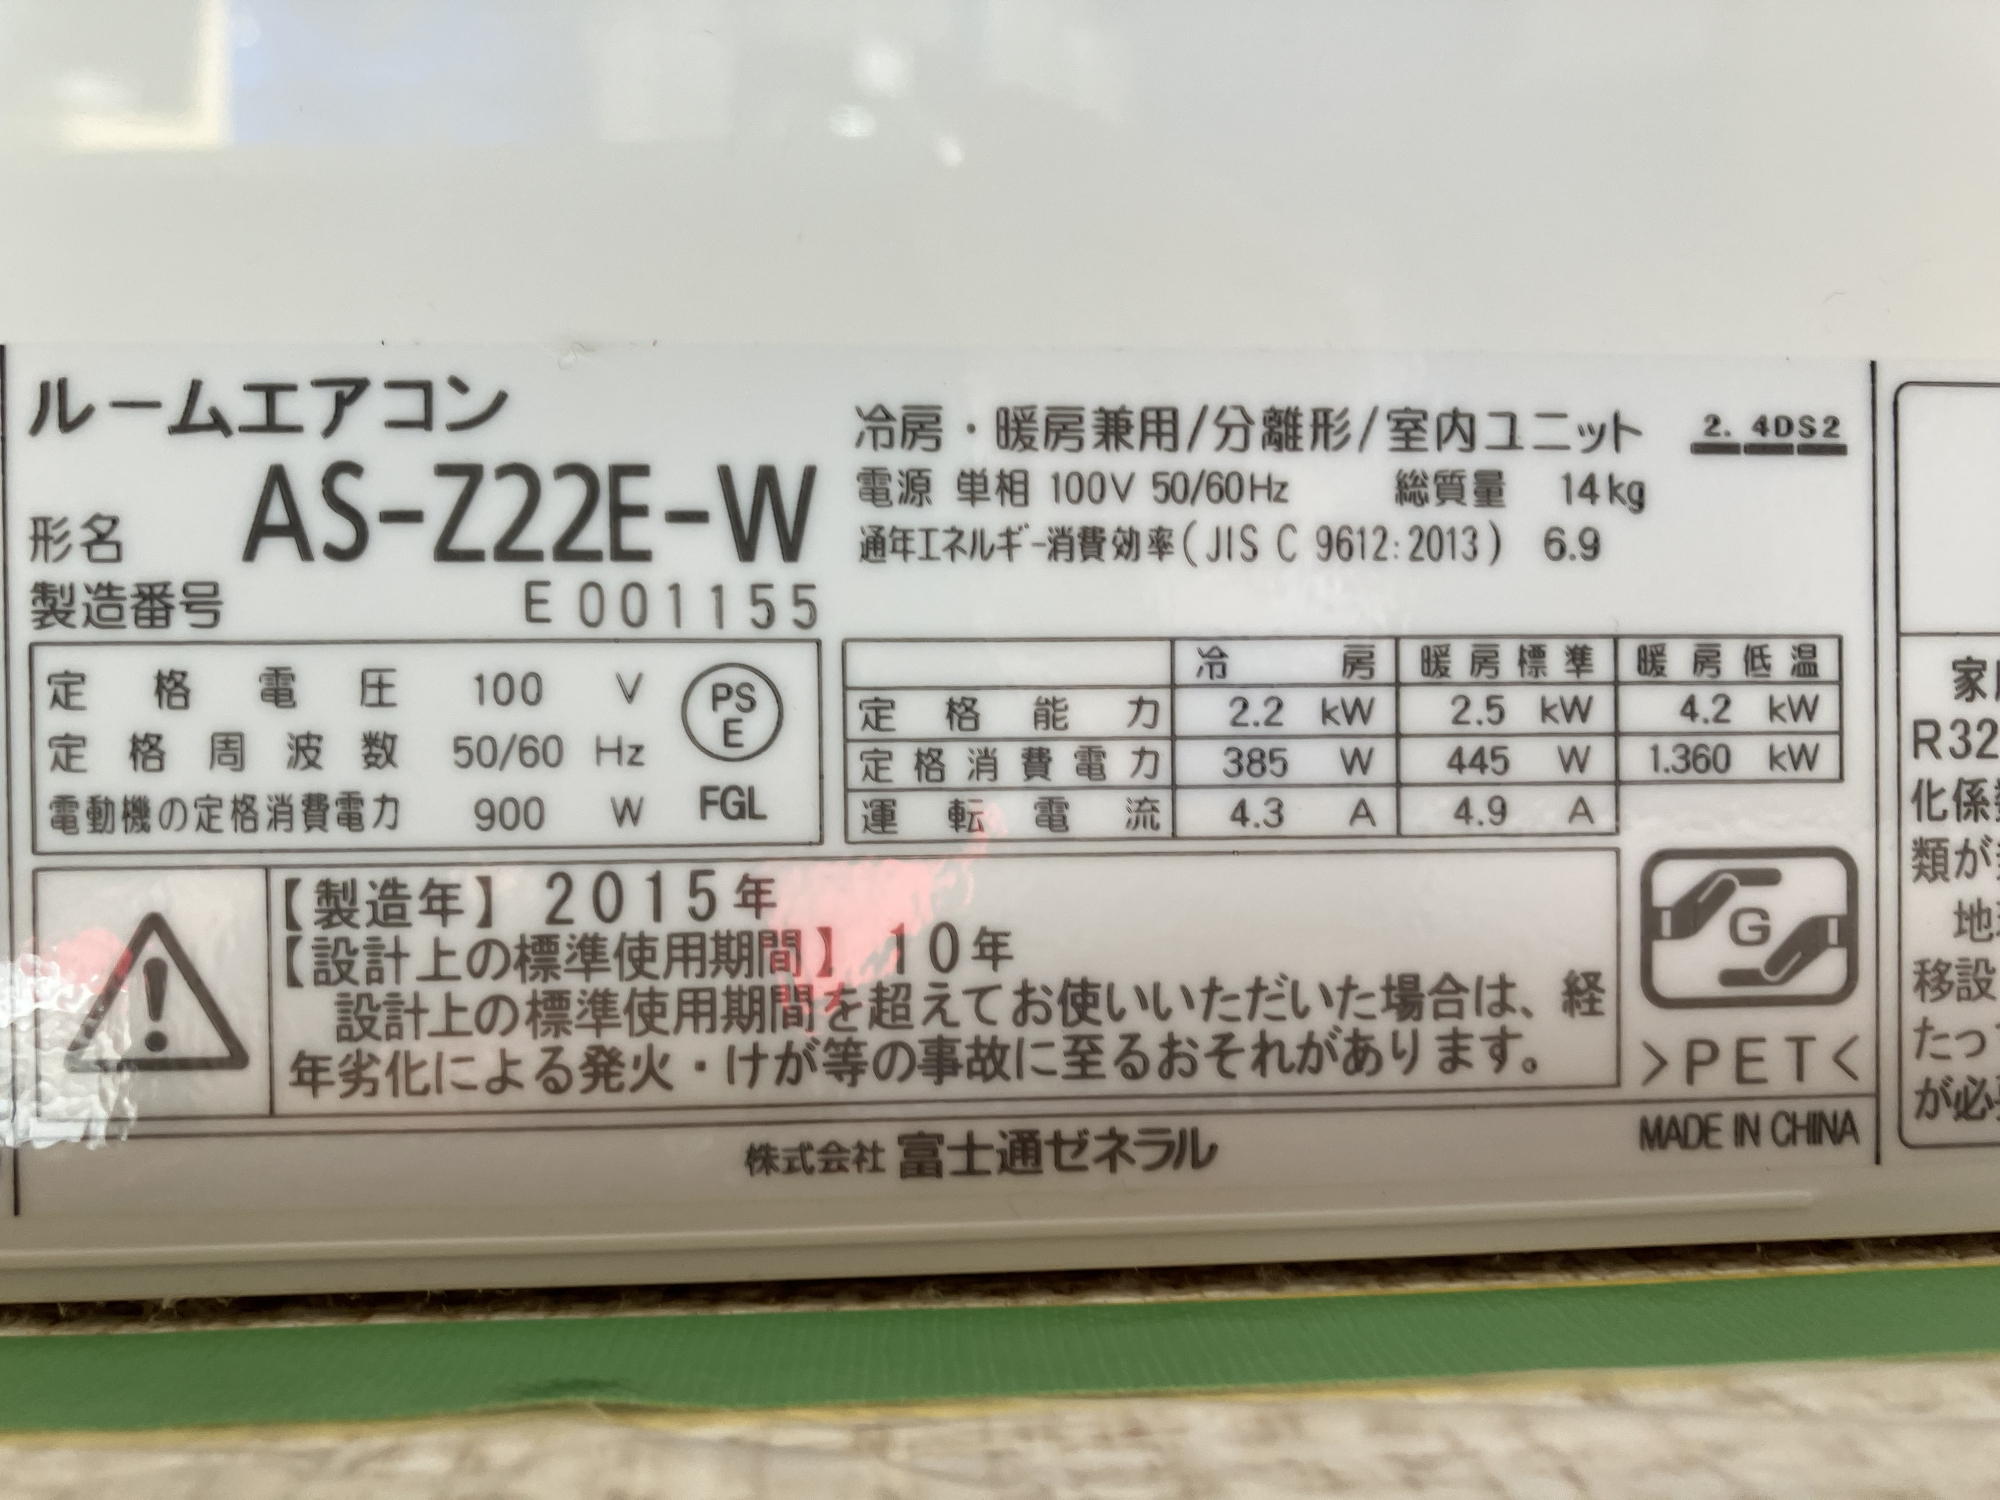 ルームエアコン
形名 AS-Z22E-W
製造番号 E001155
冷房・暖房兼用/分離形/室内ユニット 2.4DS2
電源 単相 100V 50/60Hz 総質量 14kg
通年エネルギー消費効率(JIS C 9612:2013) 6.9
定格電圧 100 V
定格周波数 50/60 Hz
電動機の定格消費電力 900 W
PS
E
FGL
冷房 暖房標準 暖房低温
定格能力 2.2 kW 2.5 kW 4.2 kW
定格消費電力 385 W 445 W 1.360 kW
運転電流 4.3 A 4.9 A
【製造年】2015年
【設計上の標準使用期間】10年
設計上の標準使用期間を超えてお使いいただいた場合は、経
年劣化による発火・けが等の事故に至るおそれがあります。
G
>PET<
MADE IN CHINA
株式会社 富士通ゼネラル
家
R32
化係
類が
地
移設
たっ
が必